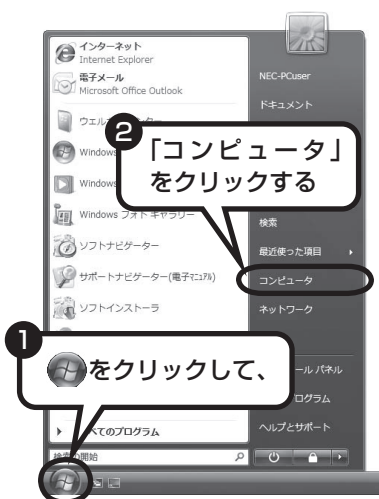 インターネット
Internet Explorer
電子メール
Microsoft Office Outlook
ウェル
Windows
Windows
Windows フォト ギャラリー
ソフトナビゲーター
サポートナビゲーター(電子マニュアル)
ソフトインストーラ
べてのプログラム
の開始
NEC-PCuser
ドキュメント
検索
最近使った項目
コンピュータ
ネットワーク
ール パネル
ログラム
ヘルプとサポート
1
をクリックして、
2
「コンピュータ」
をクリックする